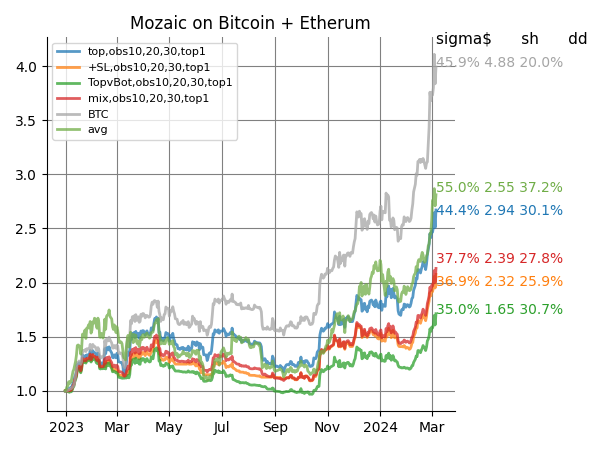 Mozaic on Bitcoin + Etherum
sigma$ sh dd
top,obs10,20,30,top1
+SL,obs10,20,30,top1
TopvBot,obs10,20,30,top1
mix,obs10,20,30,top1
BTC
avg
45.9% 4.88 20.0%
55.0% 2.55 37.2%
44.4% 2.94 30.1%
37.7% 2.39 27.8%
36.9% 2.32 25.9%
35.0% 1.65 30.7%
4.0
3.5
3.0
2.5
2.0
1.5
1.0
2023 Mar May Jul Sep Nov 2024 Mar